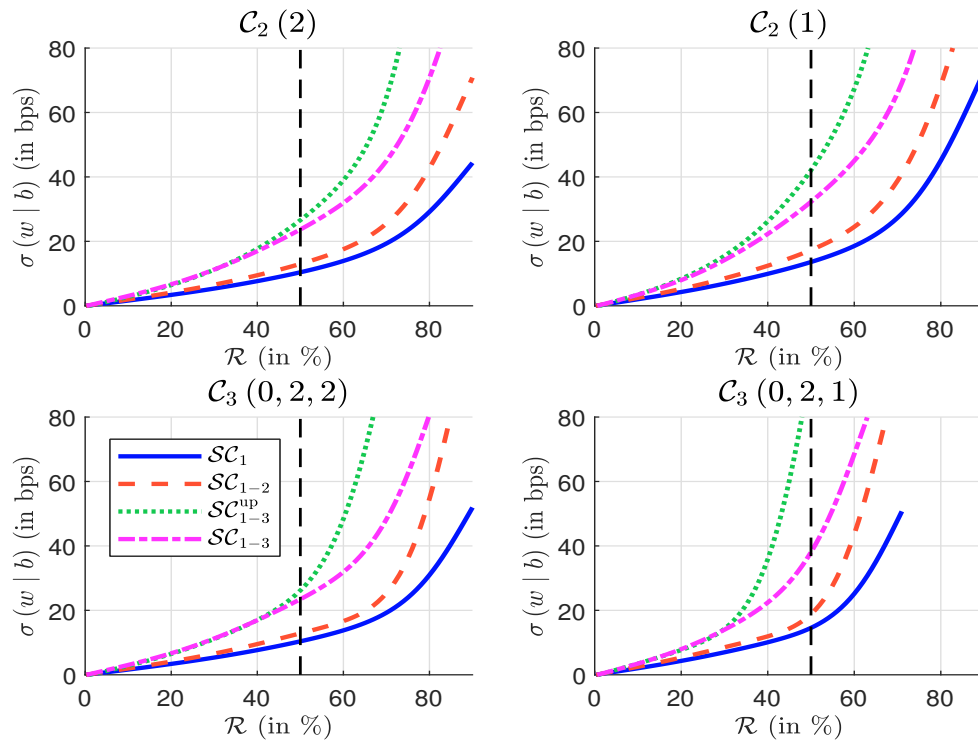 𝒞₂ (2)
σ (w | b) (in bps)
80
60
40
20
0
0 20 40 60 80
ℛ (in %)
𝒞₂ (1)
σ (w | b) (in bps)
80
60
40
20
0
0 20 40 60 80
ℛ (in %)
𝒞₃ (0, 2, 2)
σ (w | b) (in bps)
80
60
40
20
0
𝒮𝒞₁
𝒮𝒞₁₋₂
𝒮𝒞₁₋₃ᵘᵖ
𝒮𝒞₁₋₃
0 20 40 60 80
ℛ (in %)
𝒞₃ (0, 2, 1)
σ (w | b) (in bps)
80
60
40
20
0
0 20 40 60 80
ℛ (in %)